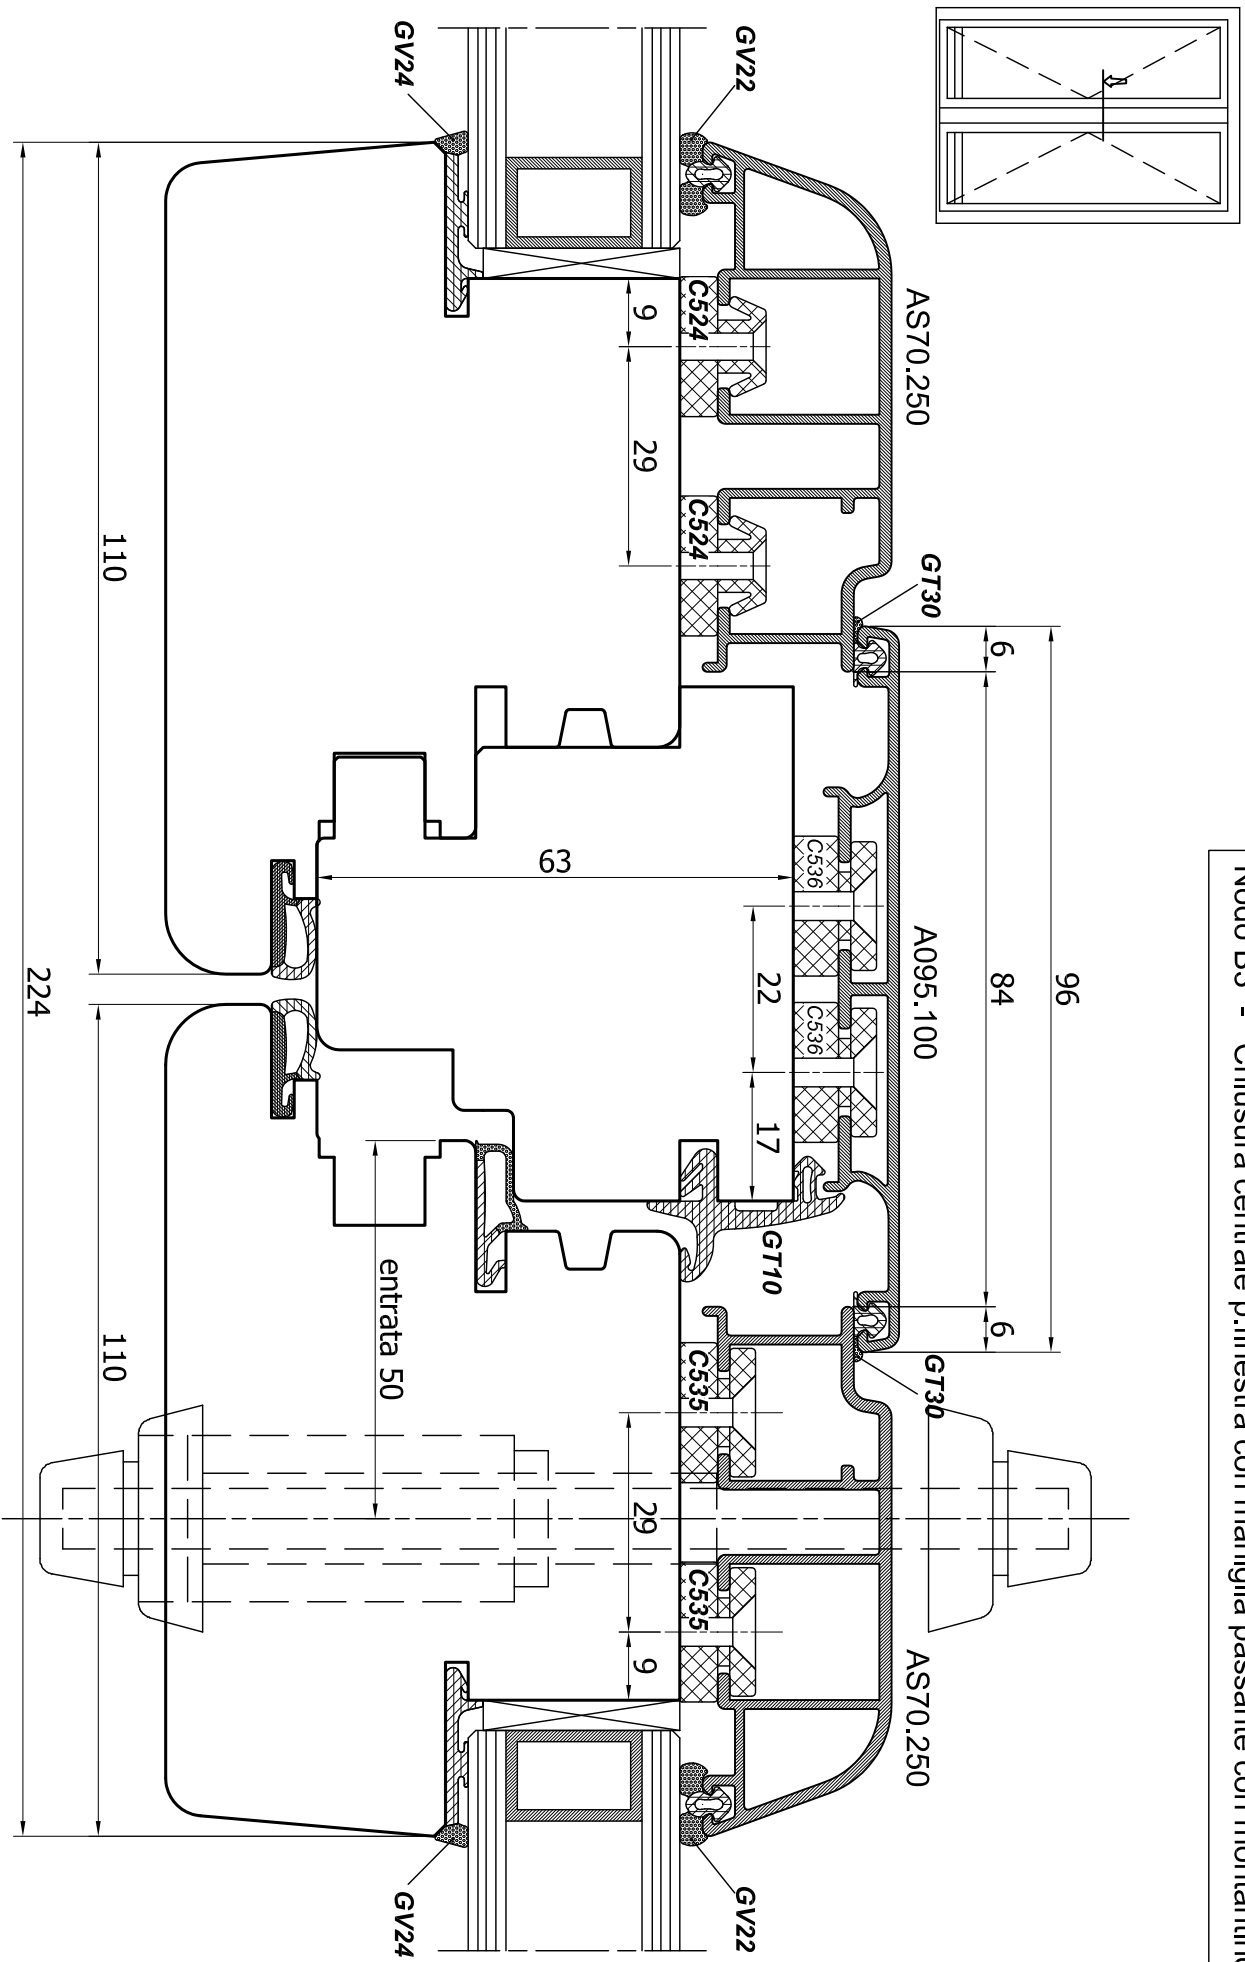 Nodo B3 - Chiusura centrale p.finestra con maniglia passante con montantino
96
6
84
6
GT30
GT30
AS70.250
A095.100
AS70.250
C536
C536
22
17
GT10
GV22
C524
C524
C535
C535
GV22
9
29
29
9
63
GV24
entrata 50
GV24
110
110
224